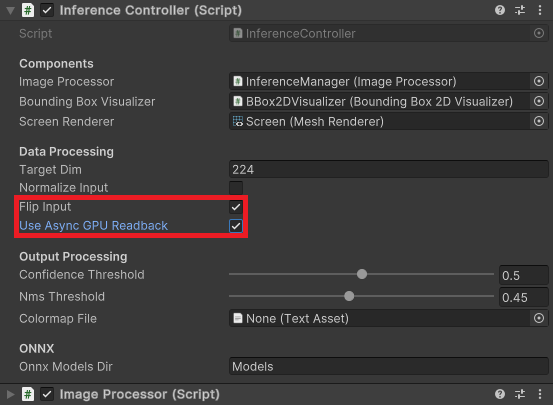 Inference Controller (Script)
Script InferenceController
Components
Image Processor InferenceManager (Image Processor)
Bounding Box Visualizer BBox2DVisualizer (Bounding Box 2D Visualizer)
Screen Renderer Screen (Mesh Renderer)
Data Processing
Target Dim 224
Normalize Input
Flip Input
Use Async GPU Readback
Output Processing
Confidence Threshold 0.5
Nms Threshold 0.45
Colormap File None (Text Asset)
ONNX
Onnx Models Dir Models
Image Processor (Script)